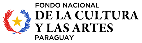 FONDO NACIONAL
DE LA CULTURA
Y LAS ARTES
PARAGUAY